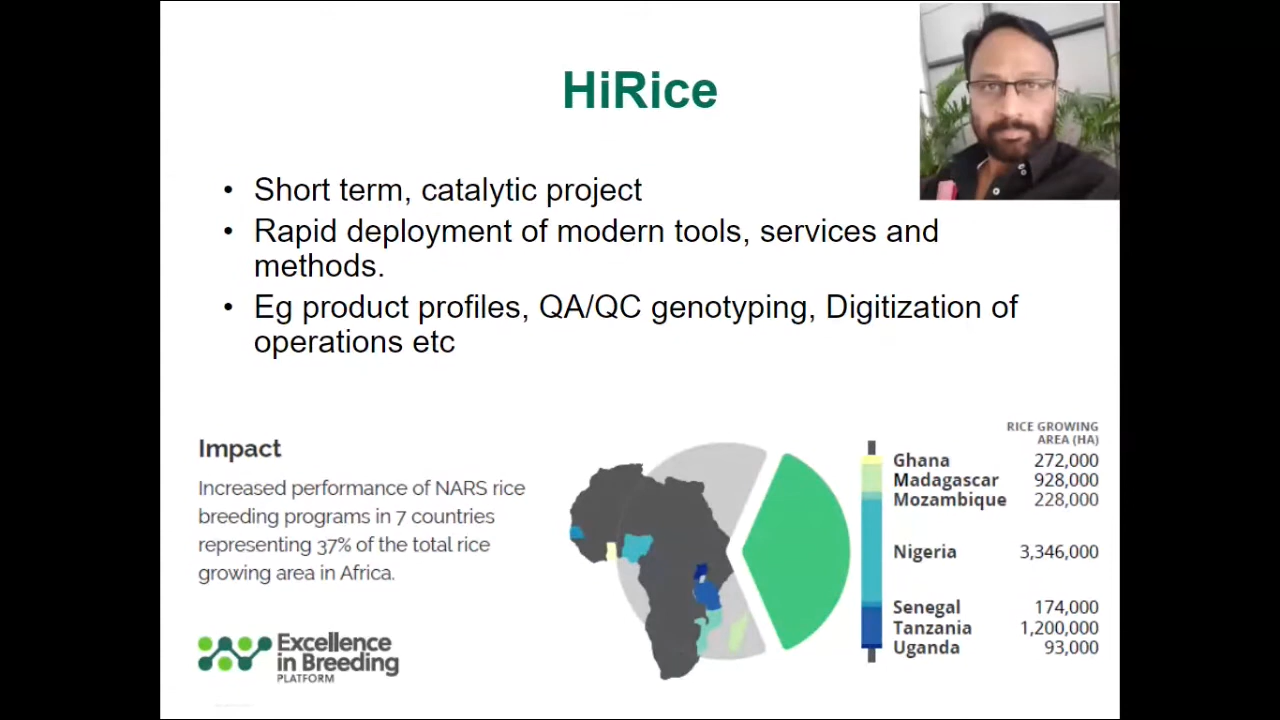 HiRice
• Short term, catalytic project
• Rapid deployment of modern tools, services and
methods.
• Eg product profiles, QA/QC genotyping, Digitization of
operations etc
Impact
Increased performance of NARS rice
breeding programs in 7 countries
representing 37% of the total rice
growing area in Africa.
Excellence
in Breeding
PLATFORM
RICE GROWING
AREA (HA)
Ghana 272,000
Madagascar 928,000
Mozambique 228,000
Nigeria 3,346,000
Senegal 174,000
Tanzania 1,200,000
Uganda 93,000